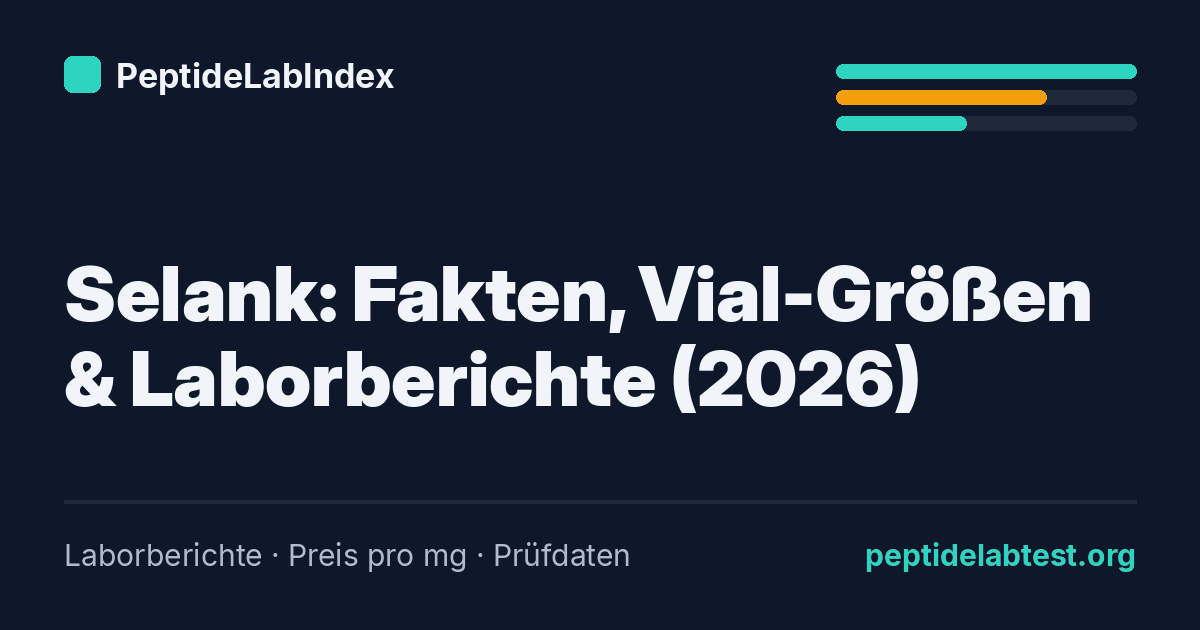 PeptideLabIndex
Selank: Fakten, Vial-Größen
& Laborberichte (2026)
Laborberichte · Preis pro mg · Prüfdaten
peptidelabtest.org